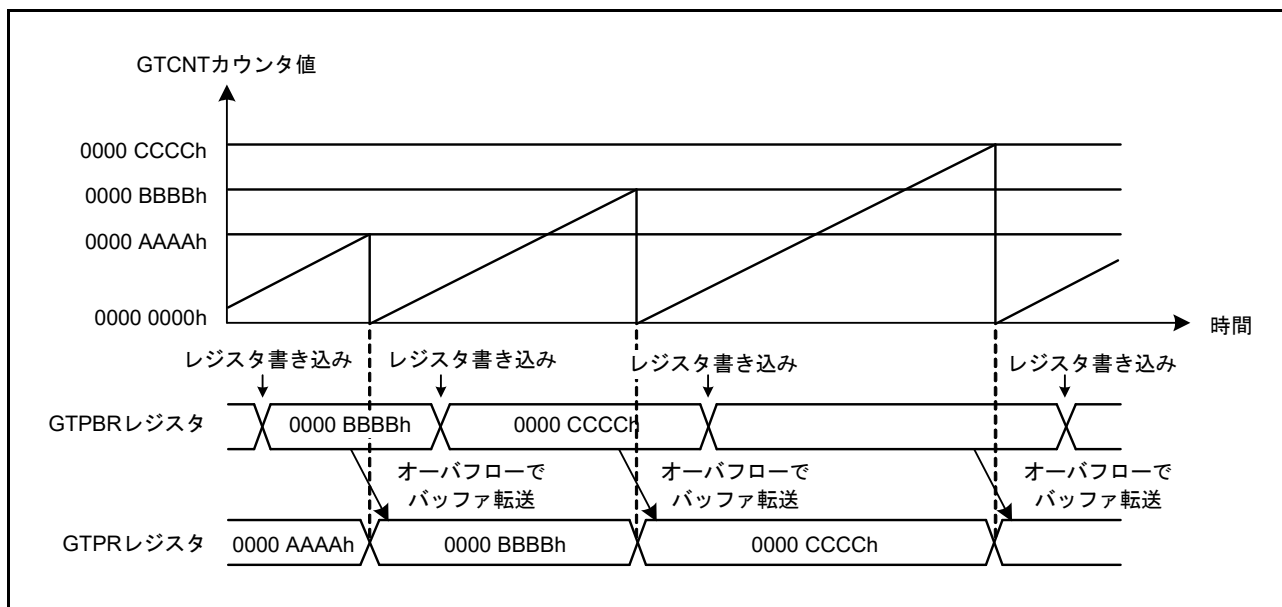 GTCNTカウンタ値
0000 CCCCh
0000 BBBBh
0000 AAAAh
0000 0000h
時間
レジスタ書き込み
レジスタ書き込み
レジスタ書き込み
レジスタ書き込み
GTPBRレジスタ
0000 BBBBh
0000 CCCCh
オーバフローで
バッファ転送
オーバフローで
バッファ転送
オーバフローで
バッファ転送
GTPRレジスタ
0000 AAAAh
0000 BBBBh
0000 CCCCh